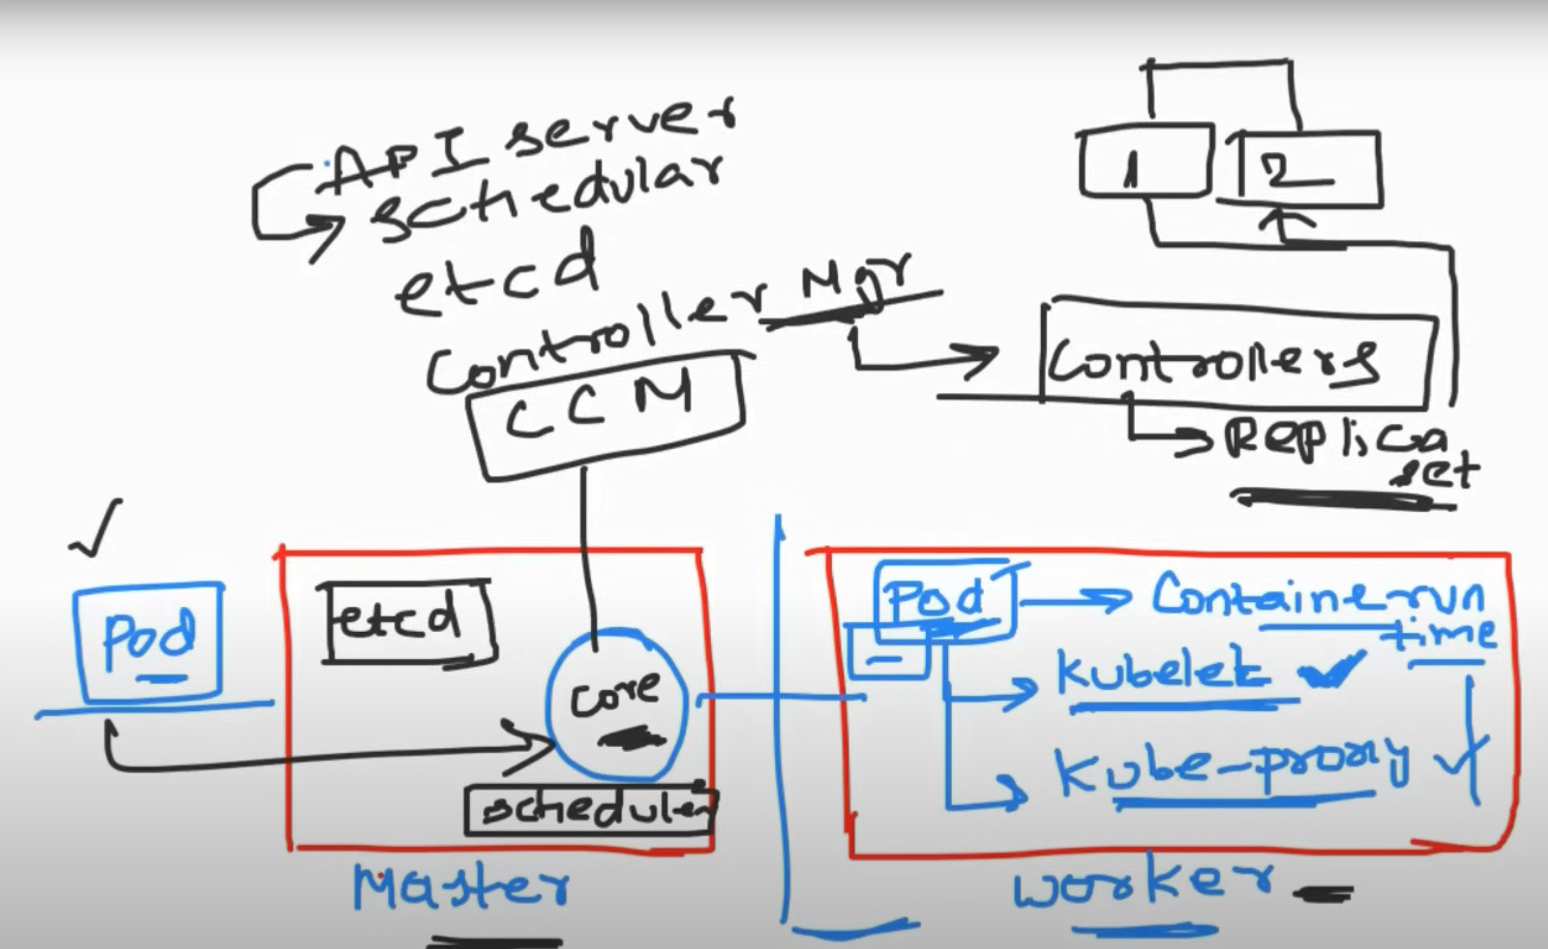 API server
schedular
etcd
Controller Mgr
CCM
1
2
Controllers
Replica
set
Pod
etcd
core
scheduler
Master
Pod
Container run
time
Kubelet
Kube-proxy
worker